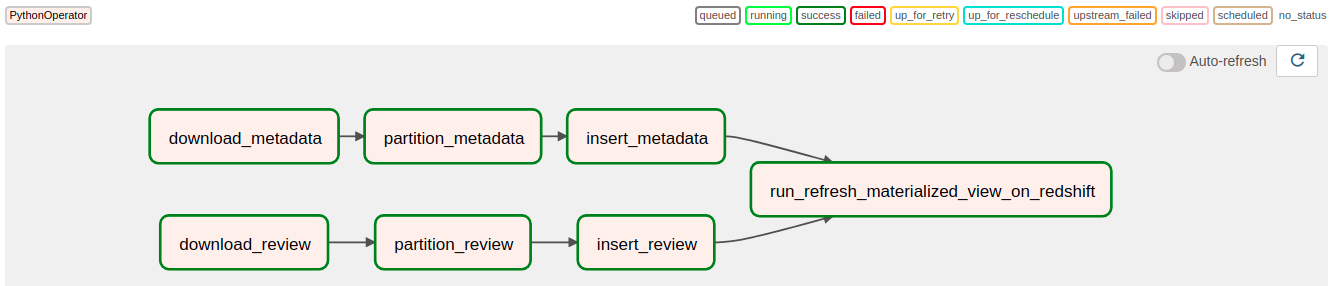 PythonOperator queued running success failed up_for_retry up_for_reschedule upstream_failed skipped scheduled no_status
Auto-refresh
download_metadata partition_metadata insert_metadata
run_refresh_materialized_view_on_redshift
download_review partition_review insert_review